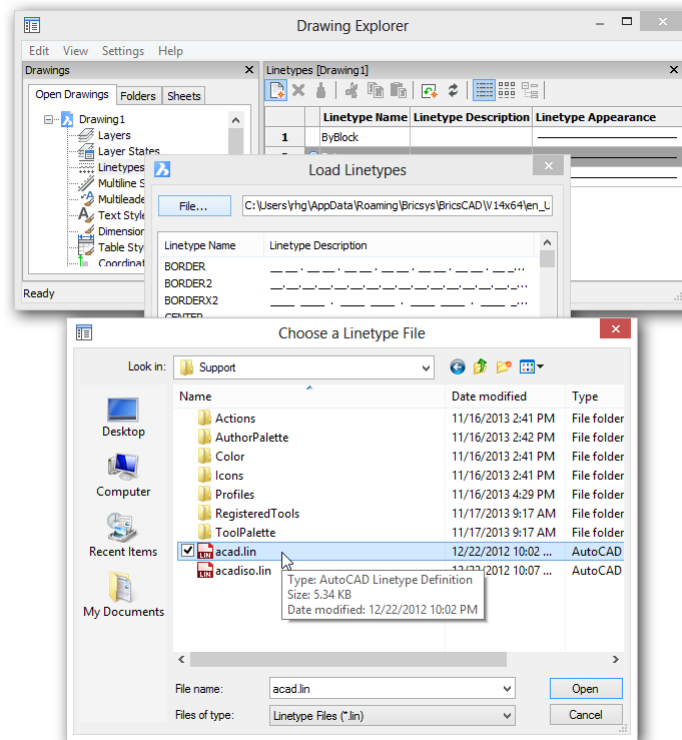 Drawing Explorer
Edit View Settings Help
Drawings
Linetypes [Drawing1]
Open Drawings Folders Sheets
Drawing1
Layers
Layer States
Linetypes
Multiline S
Multileade
Text Style
Dimension
Table Sty
Coordinat
Ready
Linetype Name Linetype Description Linetype Appearance
1 ByBlock
Load Linetypes
File... C:\Users\rhg\AppData\Roaming\Bricsys\BricsCAD\V14x64\en_U
Linetype Name Linetype Description
BORDER
BORDER2
BORDERX2
CENTER
Choose a Linetype File
Look in: Support
Desktop
Computer
Recent Items
My Documents
Name Date modified Type
Actions 11/16/2013 2:41 PM File folder
AuthorPalette 11/16/2013 2:42 PM File folder
Color 11/16/2013 2:41 PM File folder
Icons 11/16/2013 2:41 PM File folder
Profiles 11/16/2013 4:29 PM File folder
RegisteredTools 11/17/2013 9:17 AM File folder
ToolPalette 11/17/2013 9:17 AM File folder
acad.lin 12/22/2012 10:02 ... AutoCAD
acadiso.lin 12/22/2012 10:07 ... AutoCAD
Type: AutoCAD Linetype Definition
Size: 5.34 KB
Date modified: 12/22/2012 10:02 PM
File name: acad.lin Open
Files of type: Linetype Files (*.lin) Cancel